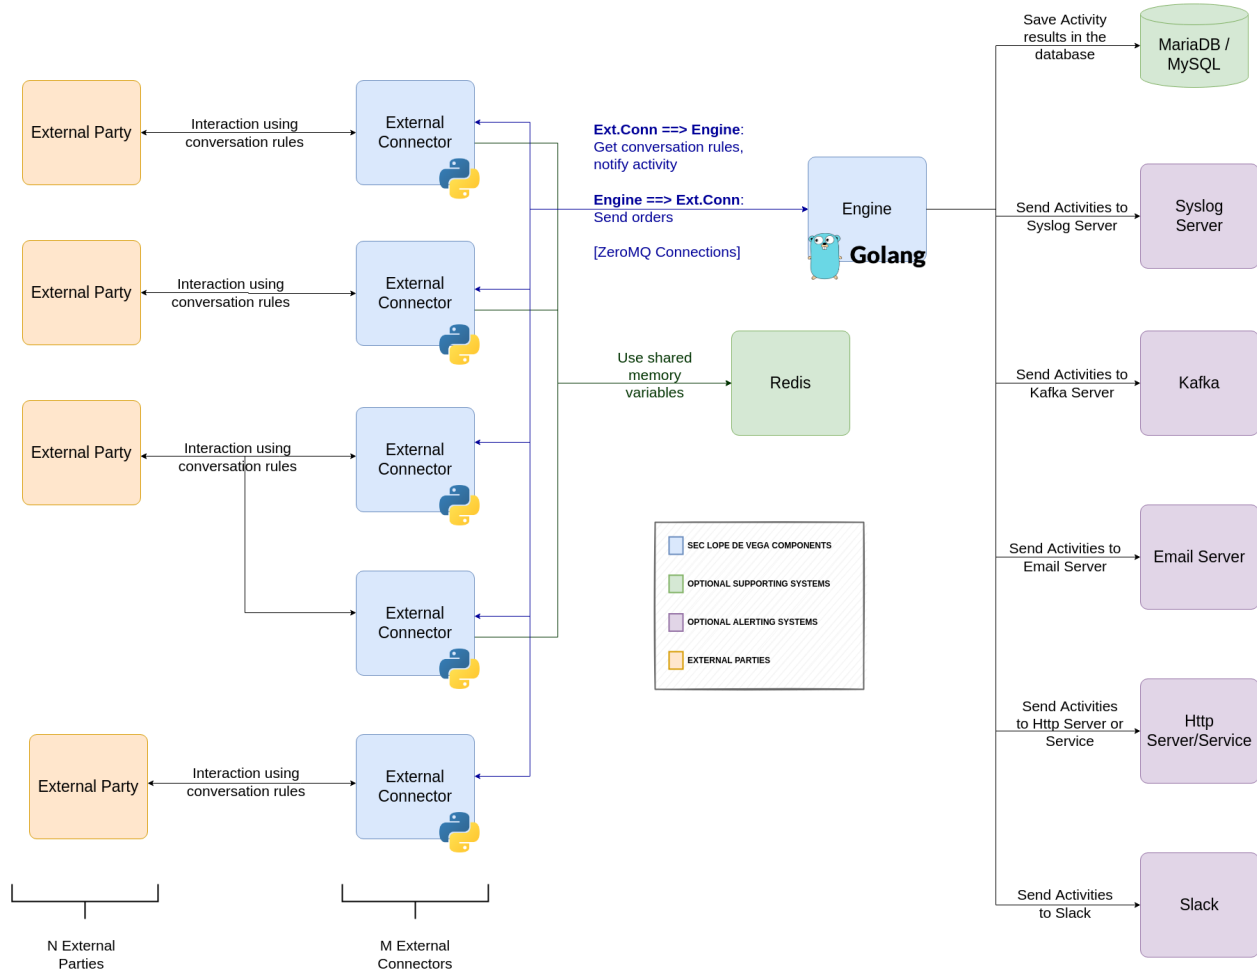 Save Activity
results in the
database
MariaDB /
MySQL
External Party
Interaction using
conversation rules
External
Connector
Ext.Conn ==> Engine:
Get conversation rules,
notify activity
Engine ==> Ext.Conn:
Send orders
[ZeroMQ Connections]
Engine
Golang
Send Activities to
Syslog Server
Syslog
Server
External Party
Interaction using
conversation rules
External
Connector
Use shared
memory
variables
Redis
Send Activities to
Kafka Server
Kafka
External Party
Interaction using
conversation rules
External
Connector
SEC LOPE DE VEGA COMPONENTS
OPTIONAL SUPPORTING SYSTEMS
OPTIONAL ALERTING SYSTEMS
EXTERNAL PARTIES
Send Activities to
Email Server
Email Server
External
Connector
Send Activities
to Http Server or
Service
Http
Server/Service
External Party
Interaction using
conversation rules
External
Connector
Send Activities
to Slack
Slack
N External
Parties
M External
Connectors